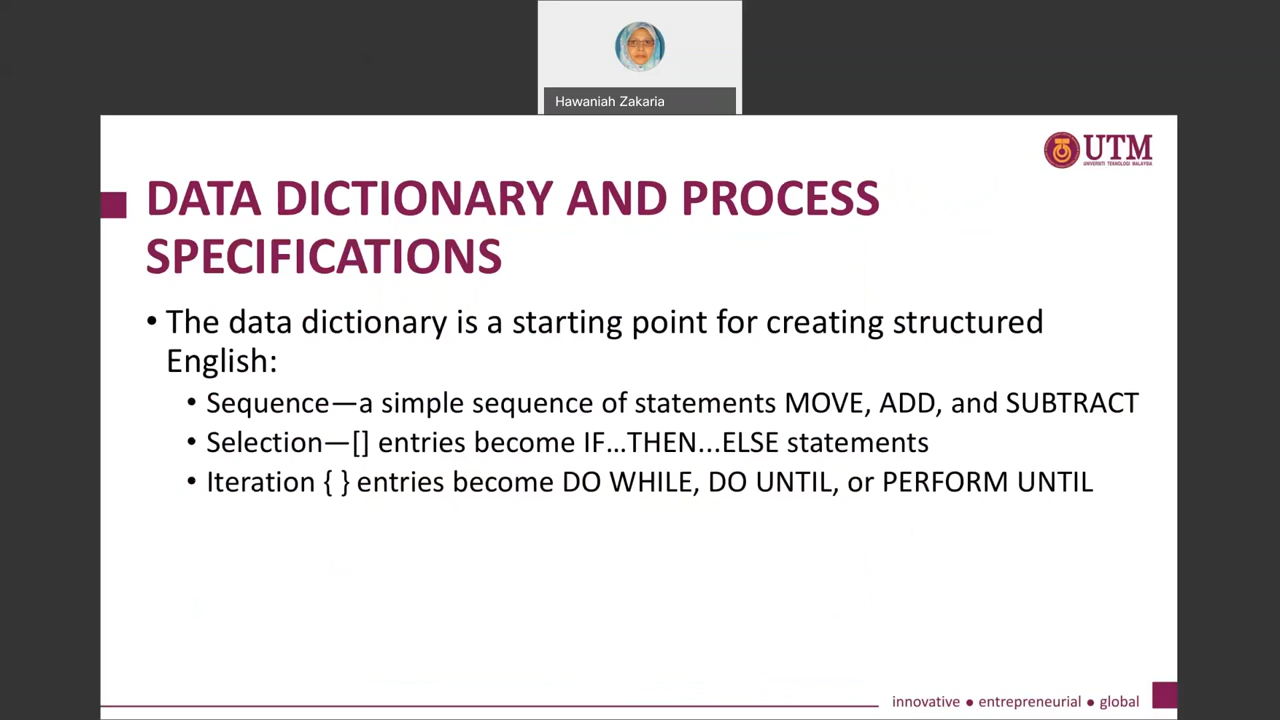 Hawaniah Zakaria
UTM
UNIVERSITI TEKNOLOGI MALAYSIA
DATA DICTIONARY AND PROCESS
SPECIFICATIONS
• The data dictionary is a starting point for creating structured
English:
• Sequence—a simple sequence of statements MOVE, ADD, and SUBTRACT
• Selection—[] entries become IF…THEN...ELSE statements
• Iteration { } entries become DO WHILE, DO UNTIL, or PERFORM UNTIL
innovative ● entrepreneurial ● global